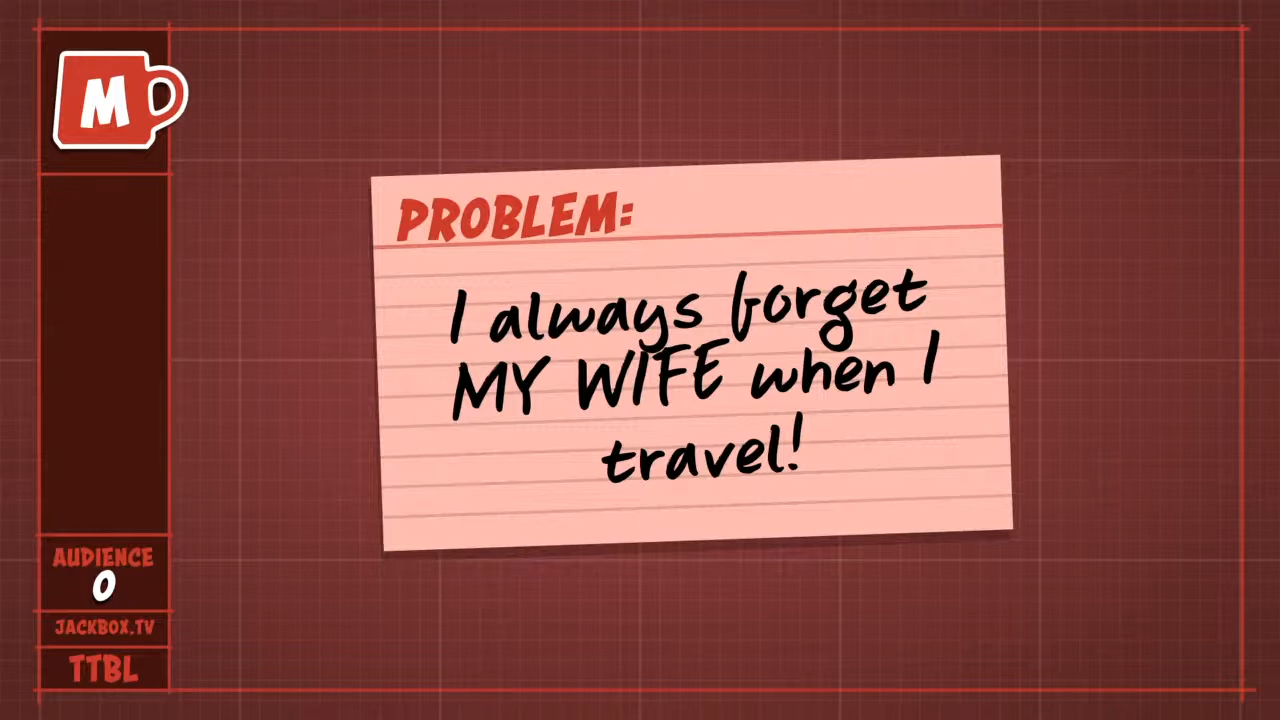 M
PROBLEM:
I always forget
MY WIFE when I
travel!
AUDIENCE
0
JACKBOX.TV
TTBL